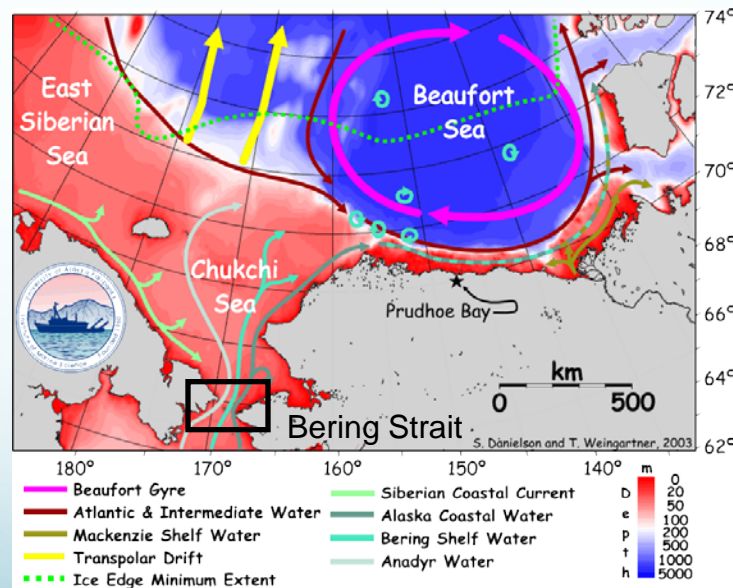 74°
72°
70°
68°
66°
64°
62°
East
Siberian
Sea
Beaufort
Sea
Chukchi
Sea
Prudhoe Bay
km
0 500
Bering Strait
S. Danielson and T. Weingartner, 2003
180° 170° 160° 150° 140°
Beaufort Gyre
Atlantic & Intermediate Water
Mackenzie Shelf Water
Transpolar Drift
Ice Edge Minimum Extent
Siberian Coastal Current
Alaska Coastal Water
Bering Shelf Water
Anadyr Water
Depth
m
0
20
50
100
200
500
1000
5000